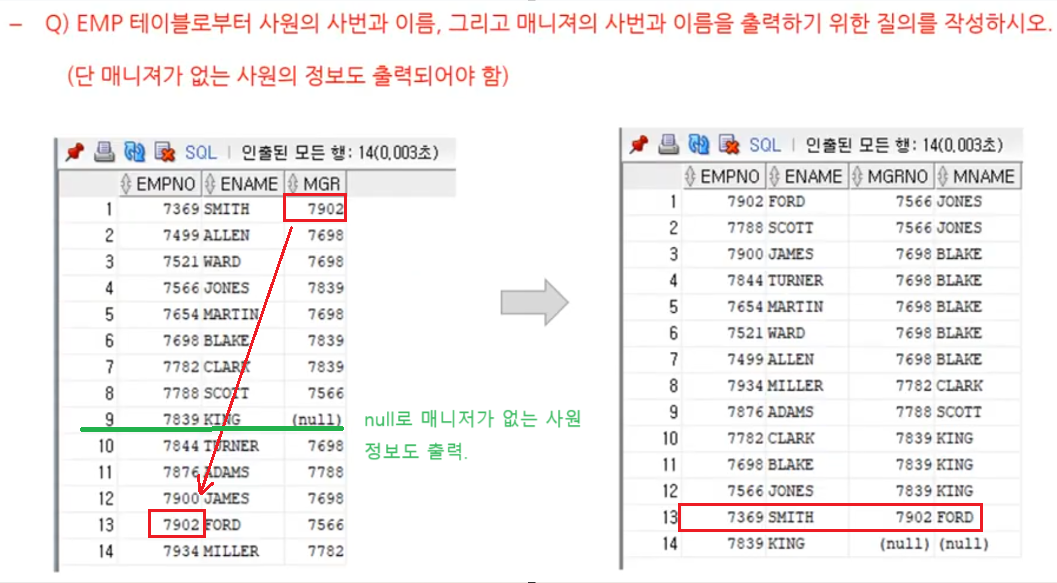 – Q) EMP 테이블로부터 사원의 사번과 이름, 그리고 매니져의 사번과 이름을 출력하기 위한 질의를 작성하시오.
(단 매니져가 없는 사원의 정보도 출력되어야 함)
SQL | 인출된 모든 행: 14(0,003초)
EMPNO ENAME MGR
1 7369 SMITH 7902
2 7499 ALLEN 7698
3 7521 WARD 7698
4 7566 JONES 7839
5 7654 MARTIN 7698
6 7698 BLAKE 7839
7 7782 CLARK 7839
8 7788 SCOTT 7566
9 7839 KING (null)
10 7844 TURNER 7698
11 7876 ADAMS 7788
12 7900 JAMES 7698
13 7902 FORD 7566
14 7934 MILLER 7782
null로 매니저가 없는 사원
정보도 출력.
SQL | 인출된 모든 행: 14(0,003초)
EMPNO ENAME MGRNO MNAME
1 7902 FORD 7566 JONES
2 7788 SCOTT 7566 JONES
3 7900 JAMES 7698 BLAKE
4 7844 TURNER 7698 BLAKE
5 7654 MARTIN 7698 BLAKE
6 7521 WARD 7698 BLAKE
7 7499 ALLEN 7698 BLAKE
8 7934 MILLER 7782 CLARK
9 7876 ADAMS 7788 SCOTT
10 7782 CLARK 7839 KING
11 7698 BLAKE 7839 KING
12 7566 JONES 7839 KING
13 7369 SMITH 7902 FORD
14 7839 KING (null) (null)